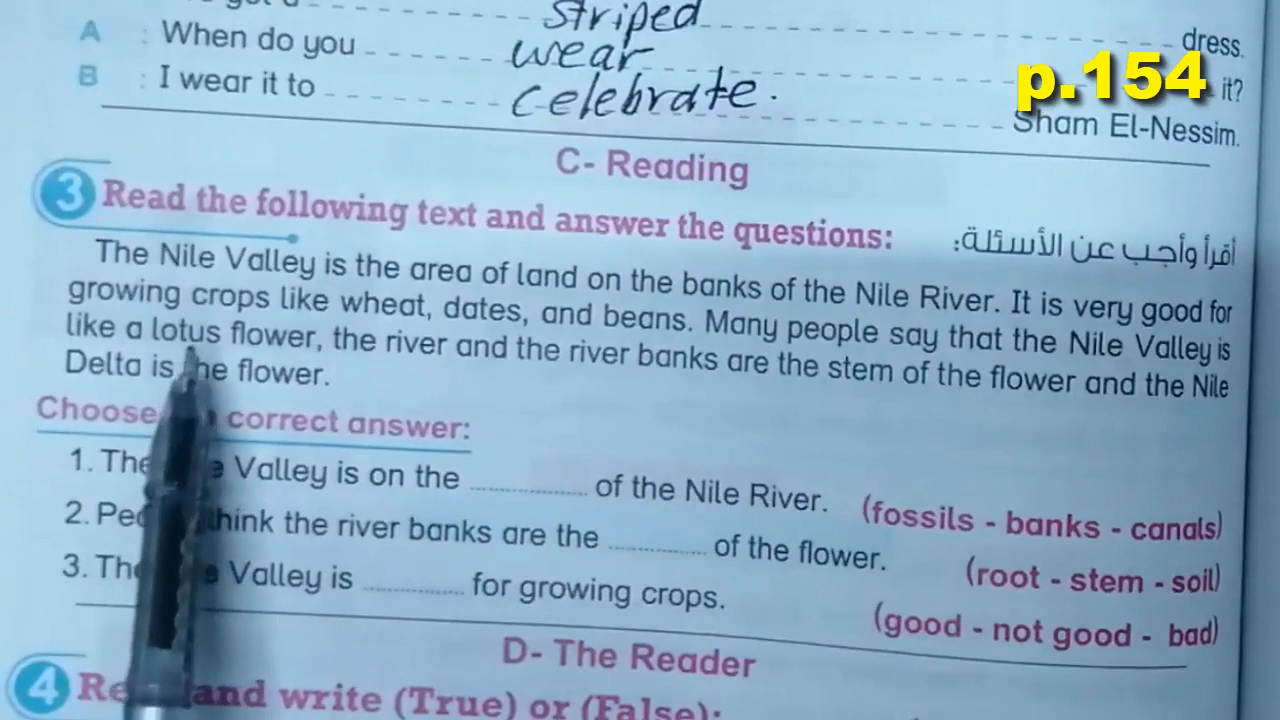 striped dress.
A : When do you wear it?
B : I wear it to celebrate. Sham El-Nessim.
p.154
C- Reading
3 Read the following text and answer the questions: أقرأ وأجب عن الأسئلة:
The Nile Valley is the area of land on the banks of the Nile River. It is very good for
growing crops like wheat, dates, and beans. Many people say that the Nile Valley is
like a lotus flower, the river and the river banks are the stem of the flower and the Nile
Delta is the flower.
Choose correct answer:
1. The Valley is on the ............ of the Nile River. (fossils - banks - canals)
2. think the river banks are the ............ of the flower. (root - stem - soil)
3. Valley is ............ for growing crops. (good - not good - bad)
D- The Reader
4 and write (True) or (False):